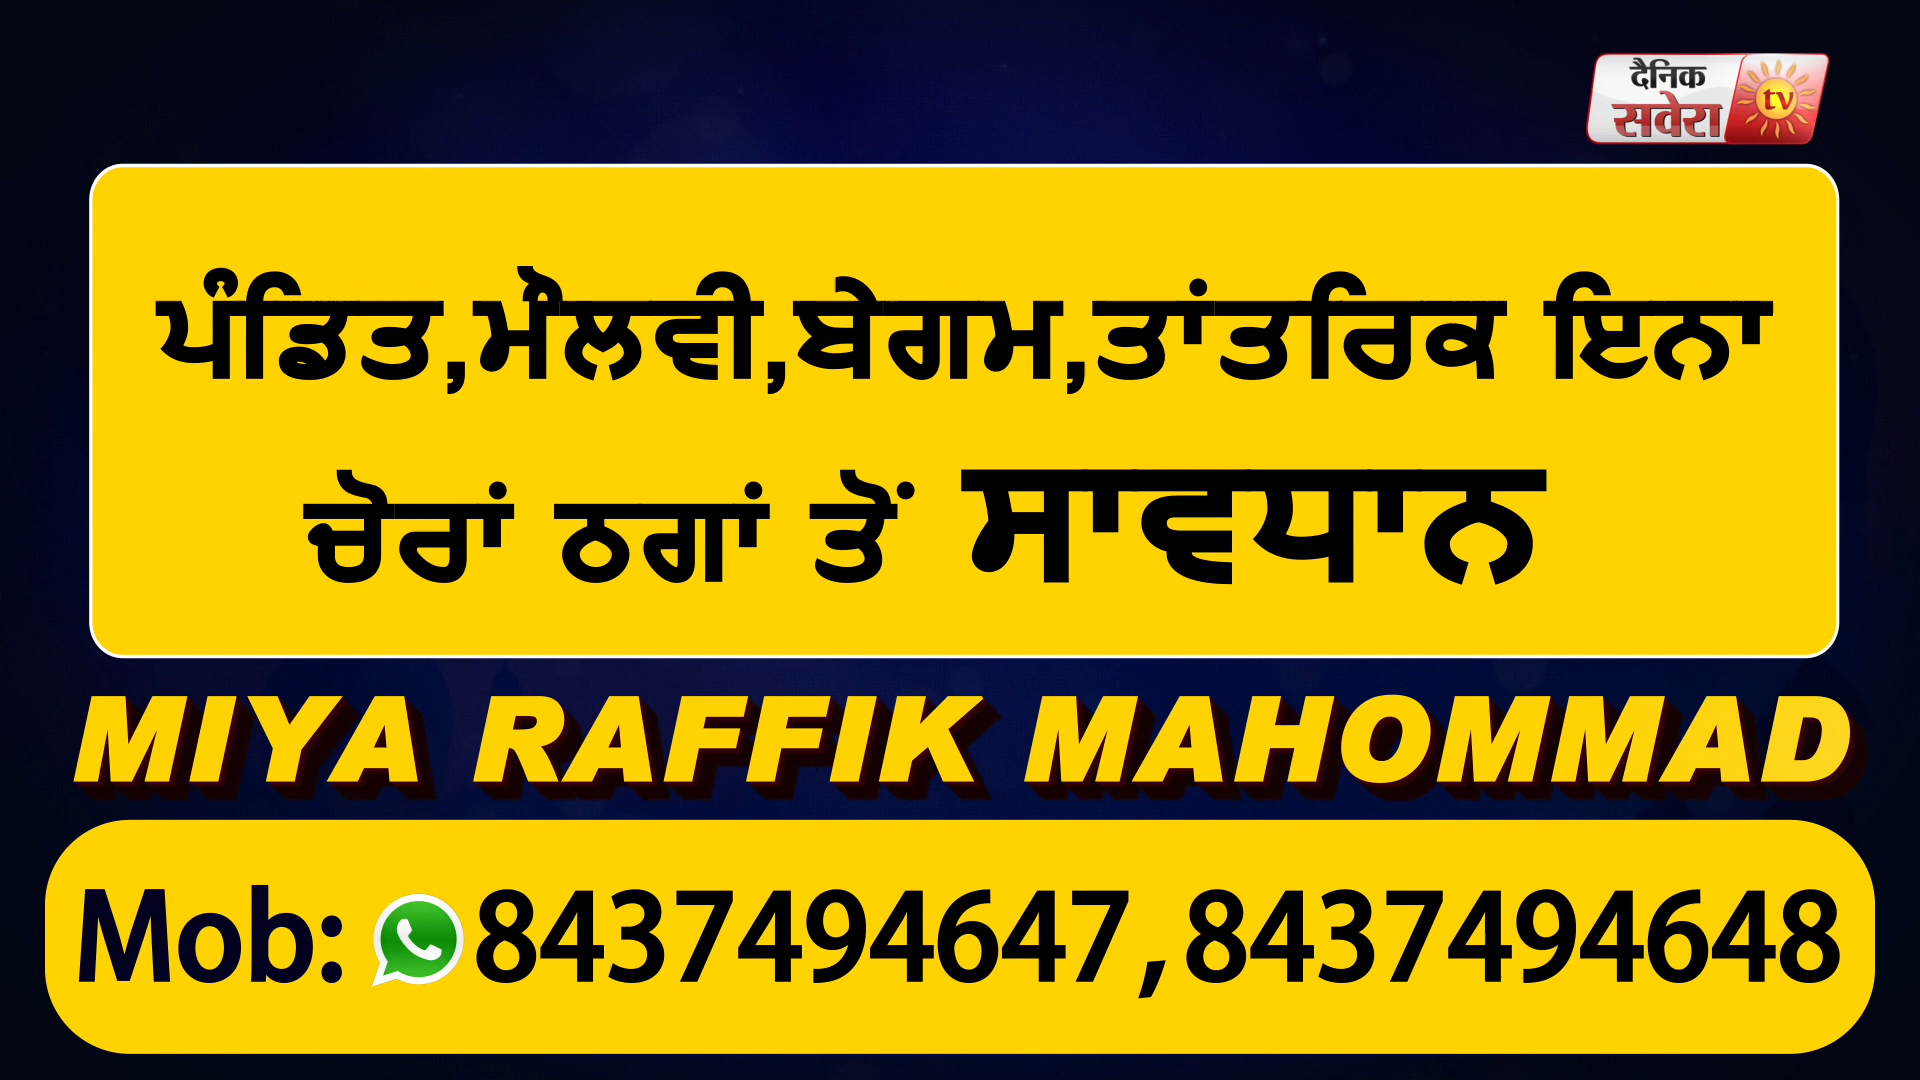 दैनिक
सवेरा tv
ਪੰਡਿਤ,ਮੌਲਵੀ,ਬੇਗਮ,ਤਾਂਤਰਿਕ ਇਨਾ
ਚੋਰਾਂ ਠਗਾਂ ਤੋਂ ਸਾਵਧਾਨ
MIYA RAFFIK MAHOMMAD
Mob: 8437494647,8437494648